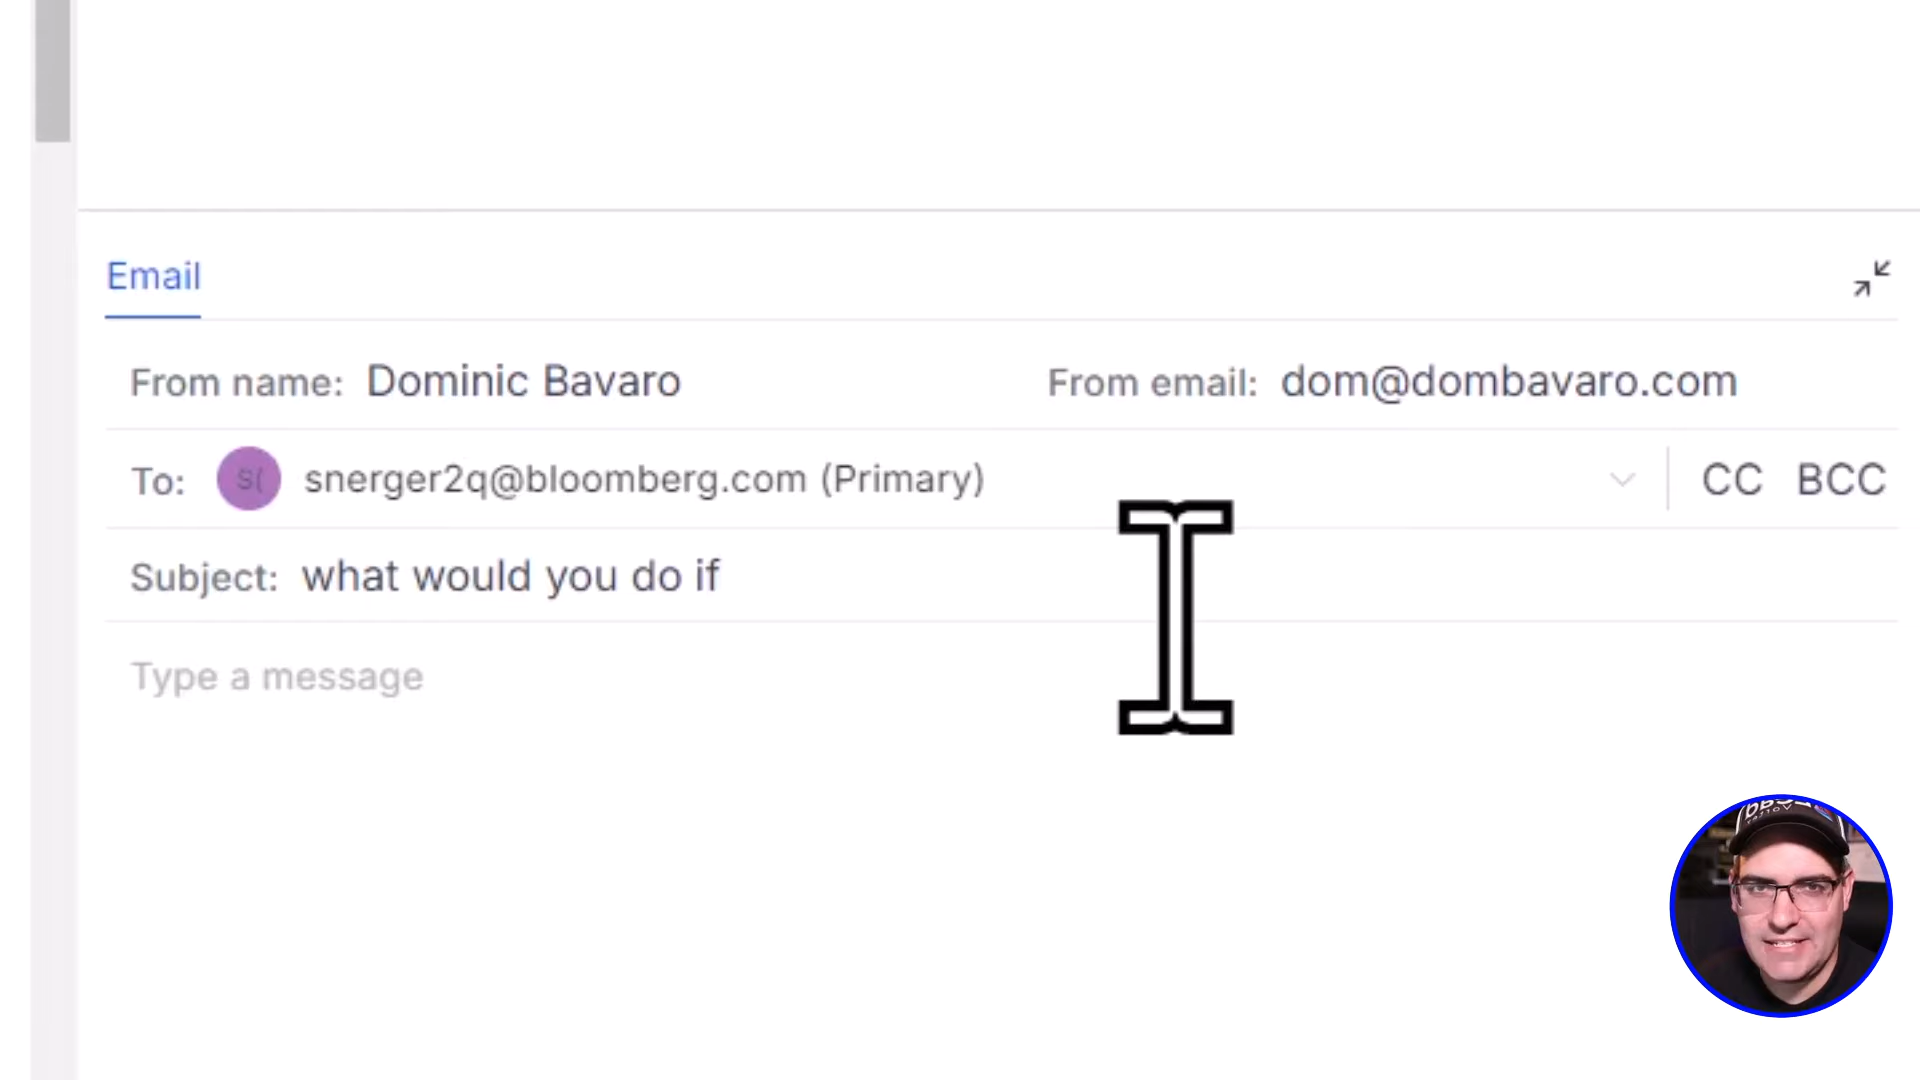 Email
From name: Dominic Bavaro From email: dom@dombavaro.com
To: S( snerger2q@bloomberg.com (Primary) CC BCC
Subject: what would you do if
Type a message